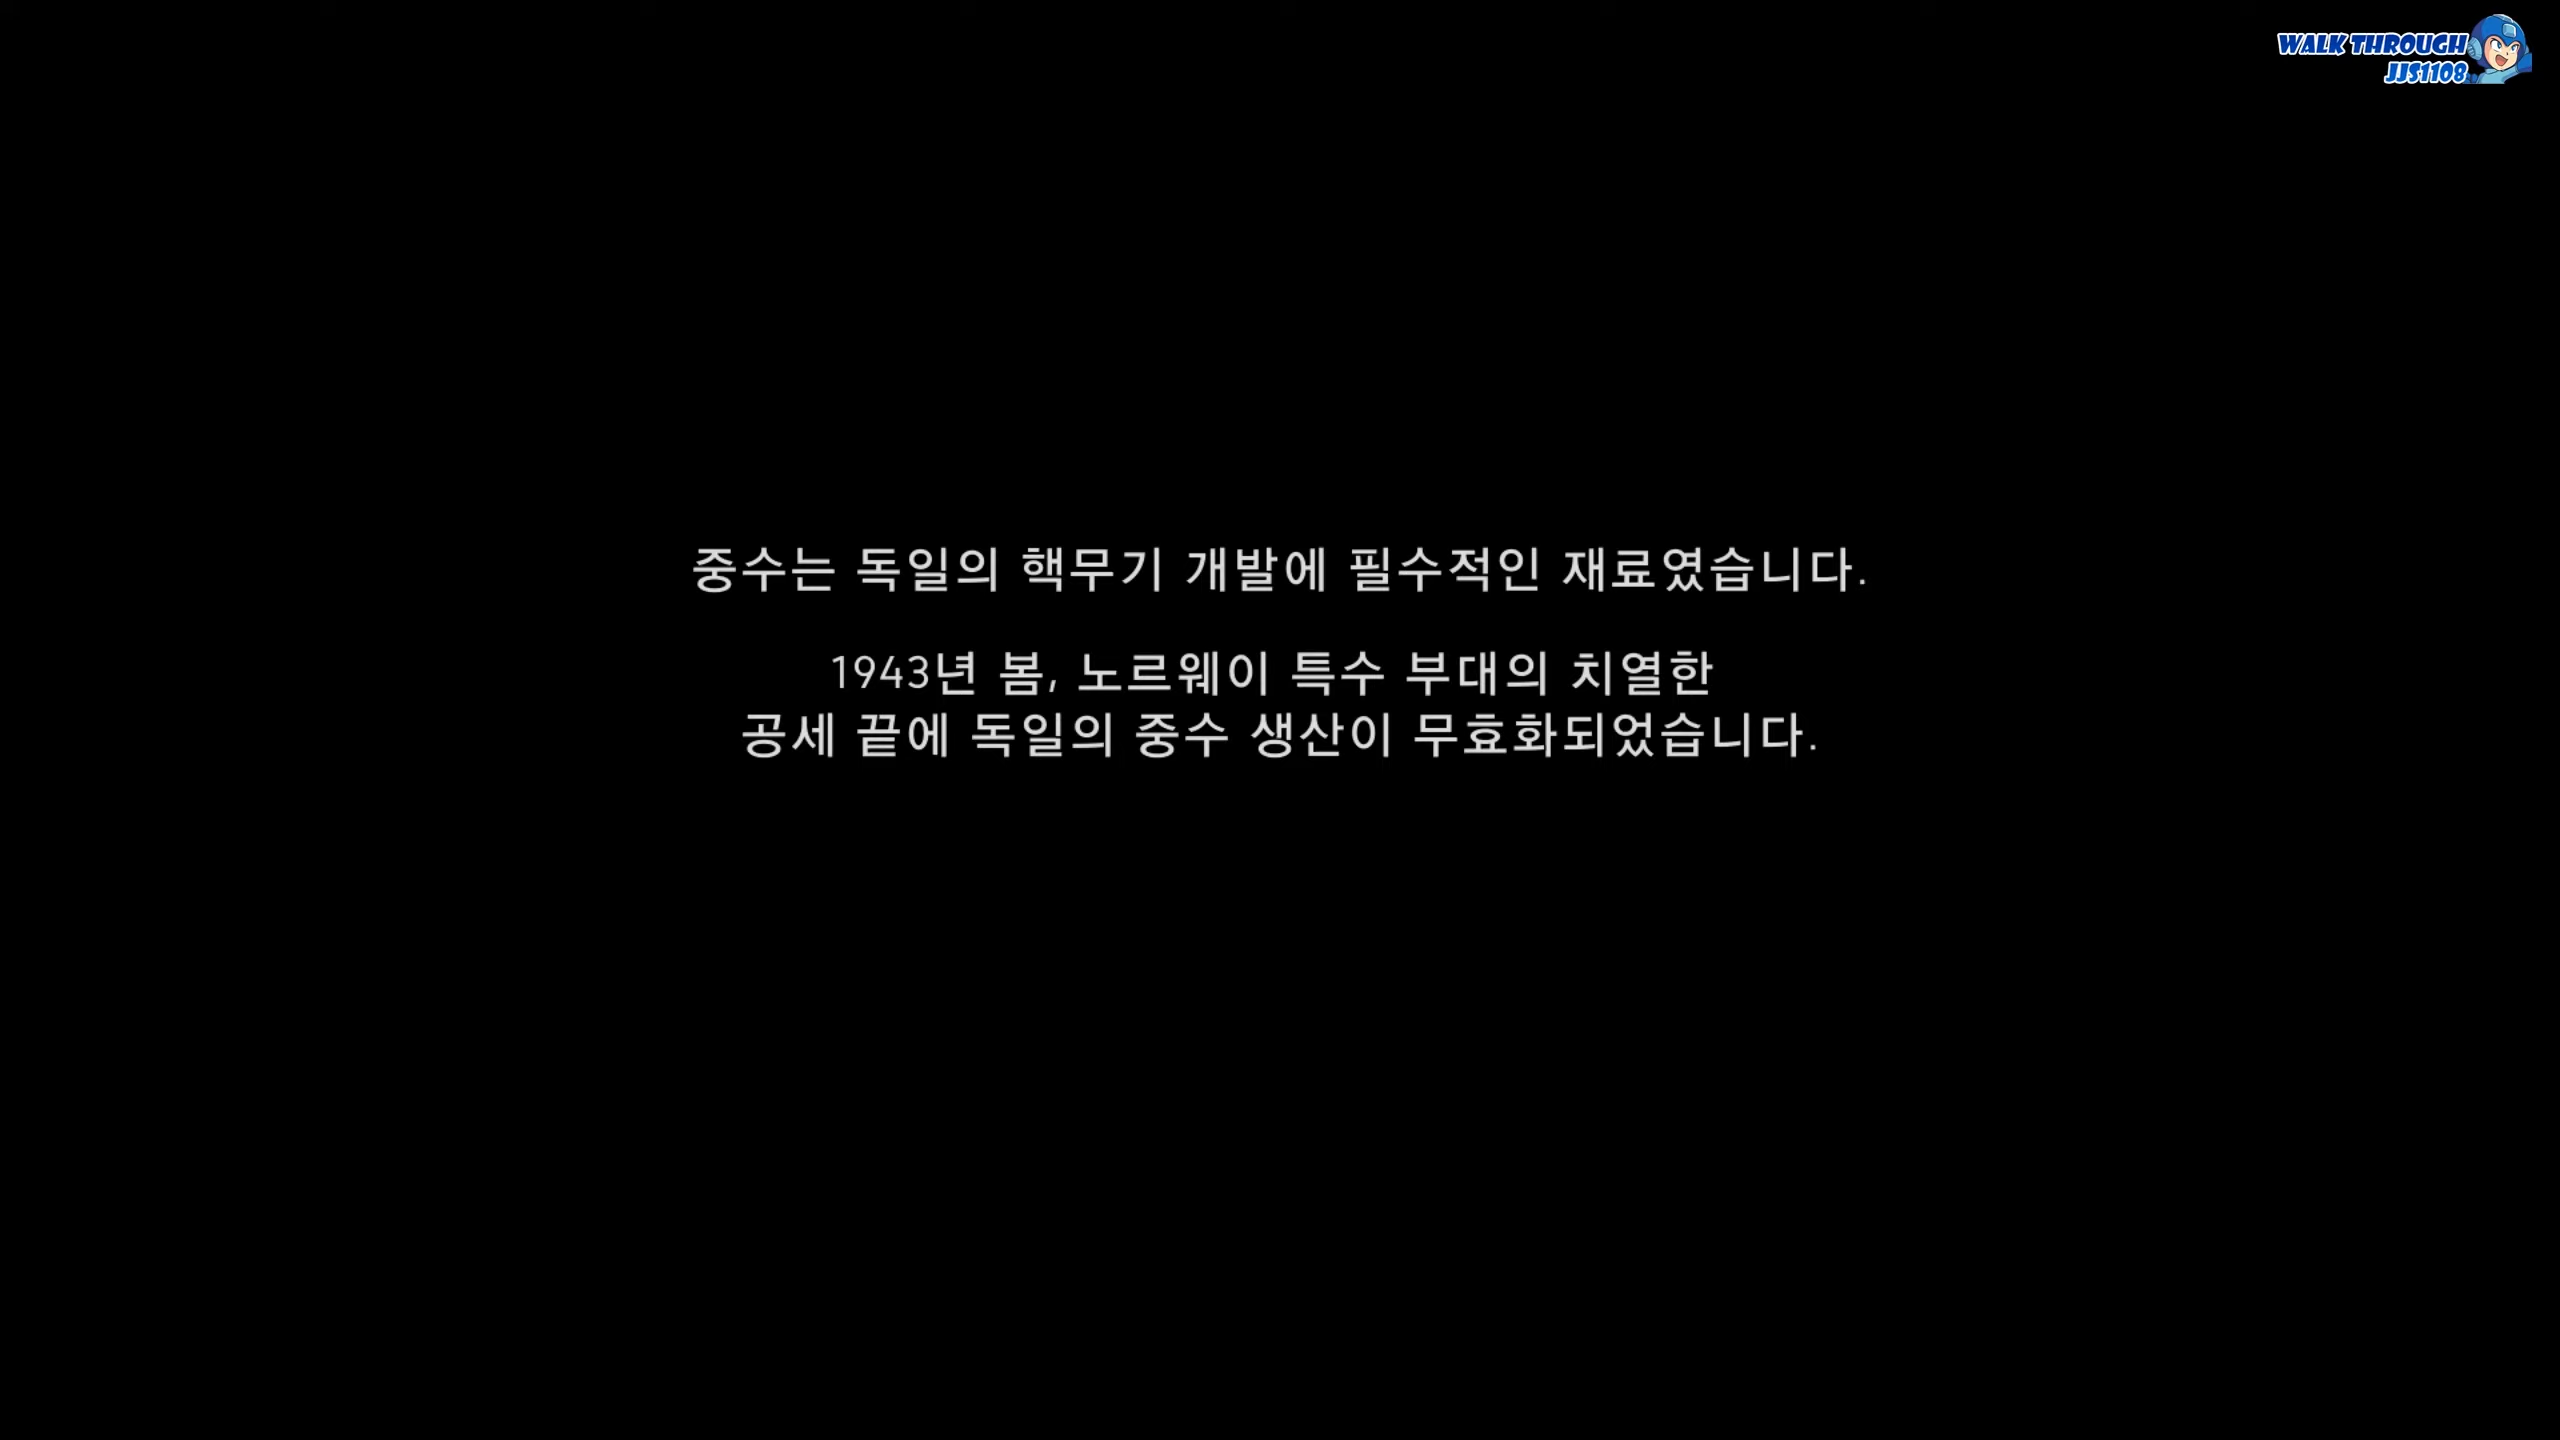 WALK THROUGH
JJS1108
중수는 독일의 핵무기 개발에 필수적인 재료였습니다.
1943년 봄, 노르웨이 특수 부대의 치열한
공세 끝에 독일의 중수 생산이 무효화되었습니다.